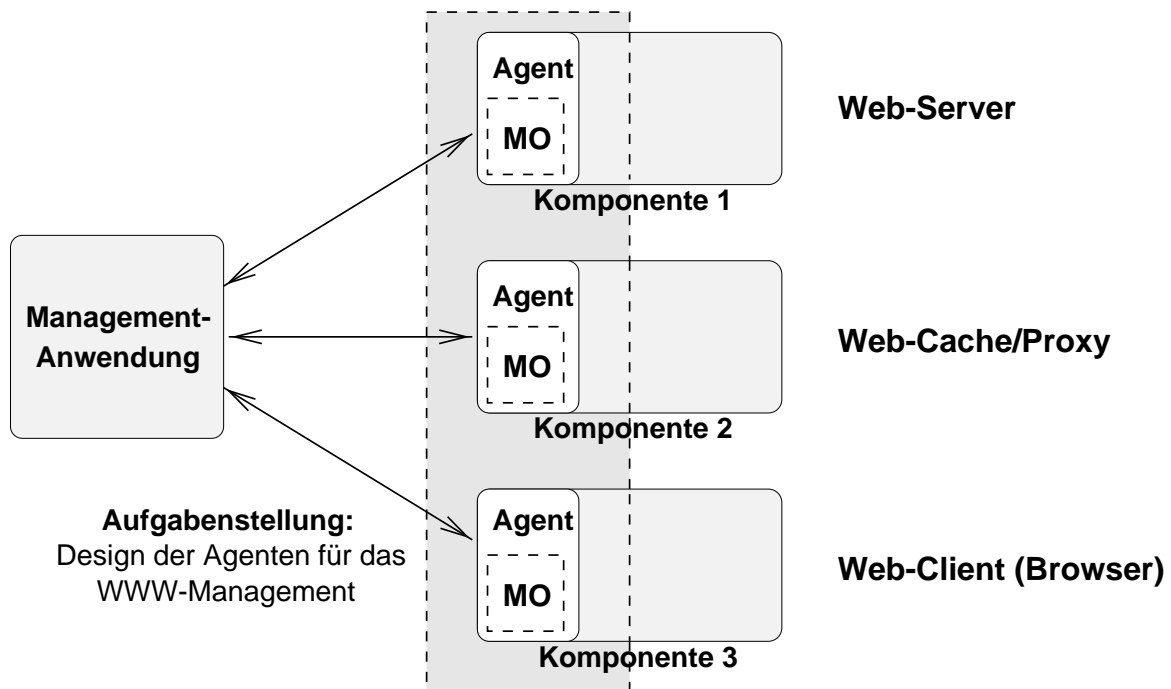 Agent
MO
Web-Server
Komponente 1
Management-
Anwendung
Agent
MO
Web-Cache/Proxy
Komponente 2
Aufgabenstellung:
Design der Agenten für das
WWW-Management
Agent
MO
Web-Client (Browser)
Komponente 3